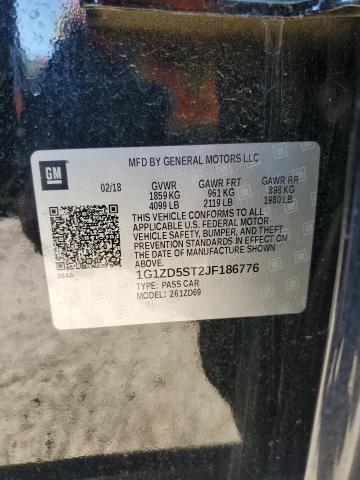 GM
MFD BY GENERAL MOTORS LLC
02/18 GVWR GAWR FRT GAWR RR
1859 KG 961 KG 898 KG
4099 LB 2119 LB 1980 LB
THIS VEHICLE CONFORMS TO ALL
APPLICABLE U.S. FEDERAL MOTOR
VEHICLE SAFETY, BUMPER, AND THEFT
PREVENTION STANDARDS IN EFFECT ON
THE DATE OF MANUFACTURE SHOWN
ABOVE.
1G1ZD5ST2JF186776
TYPE: PASS CAR
MODEL: 261ZD69